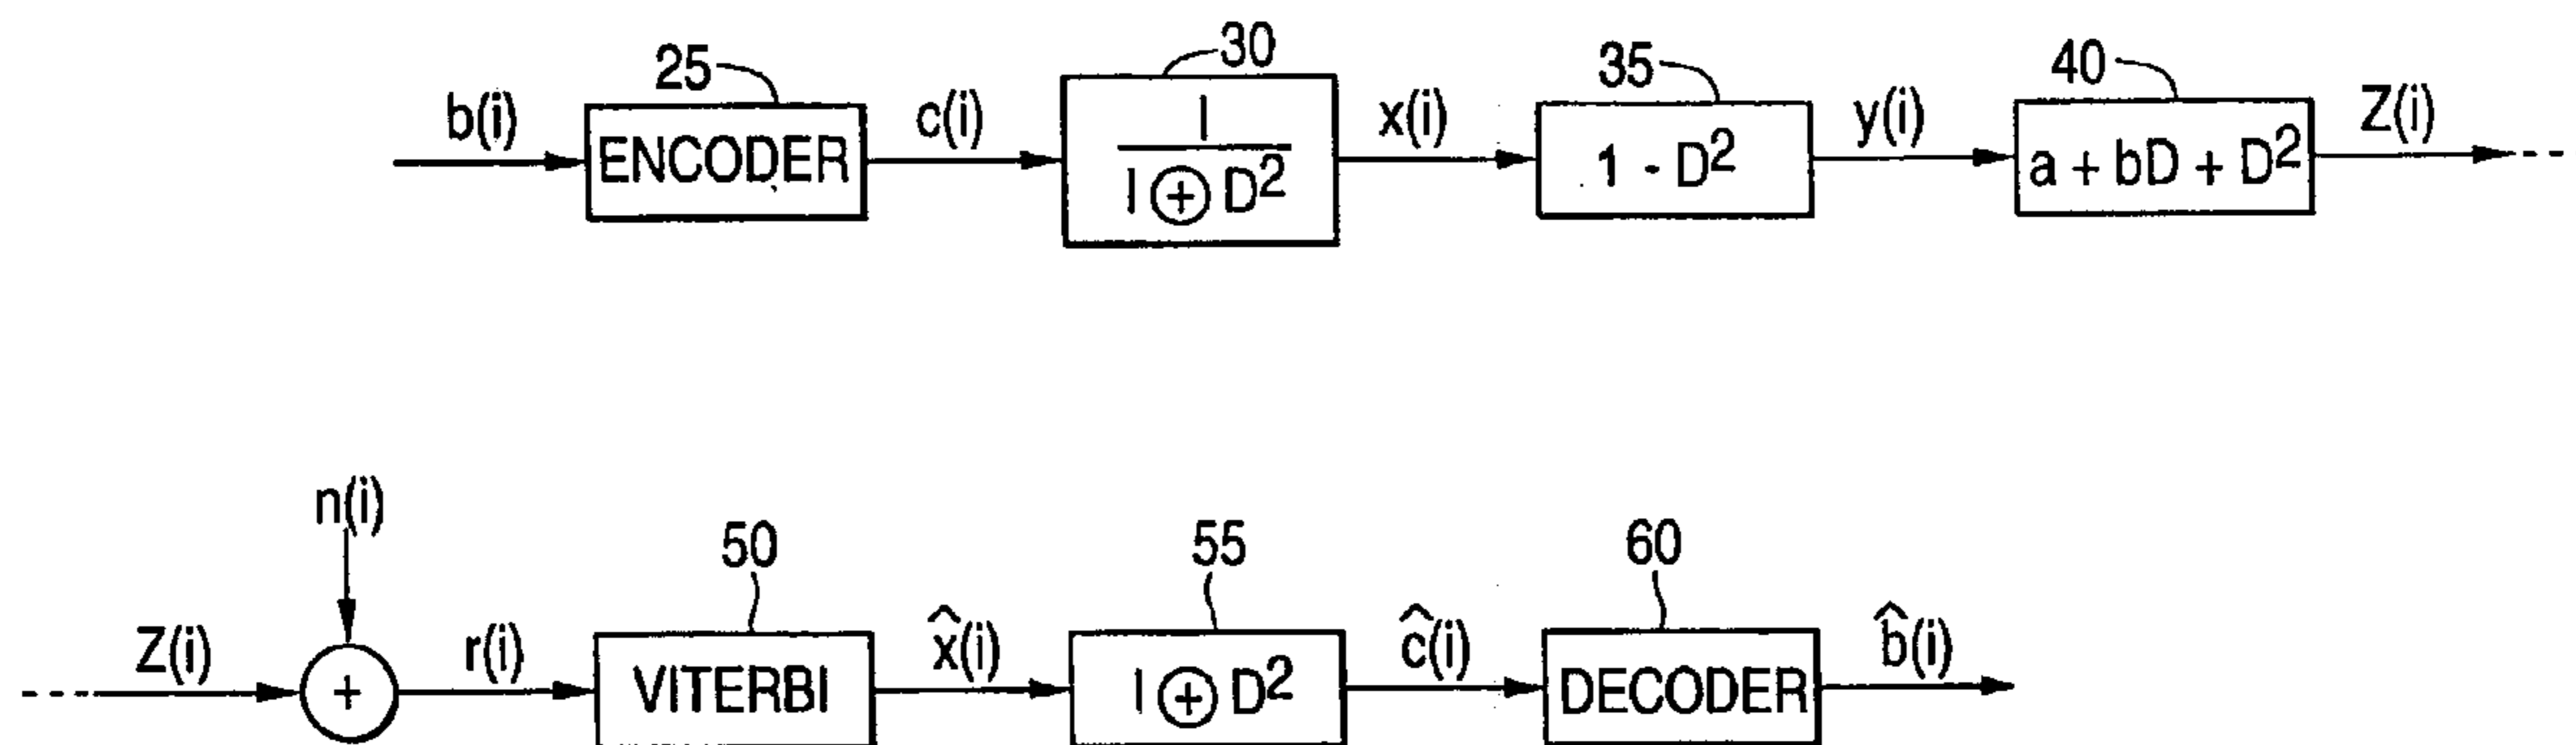 25 30 35 40
b(i) ENCODER c(i) 1 / (1 ⊕ D²) x(i) 1 - D² y(i) a + bD + D² Z(i)
n(i) 50 55 60
Z(i) + r(i) VITERBI x̂(i) 1 ⊕ D² ĉ(i) DECODER b̂(i)